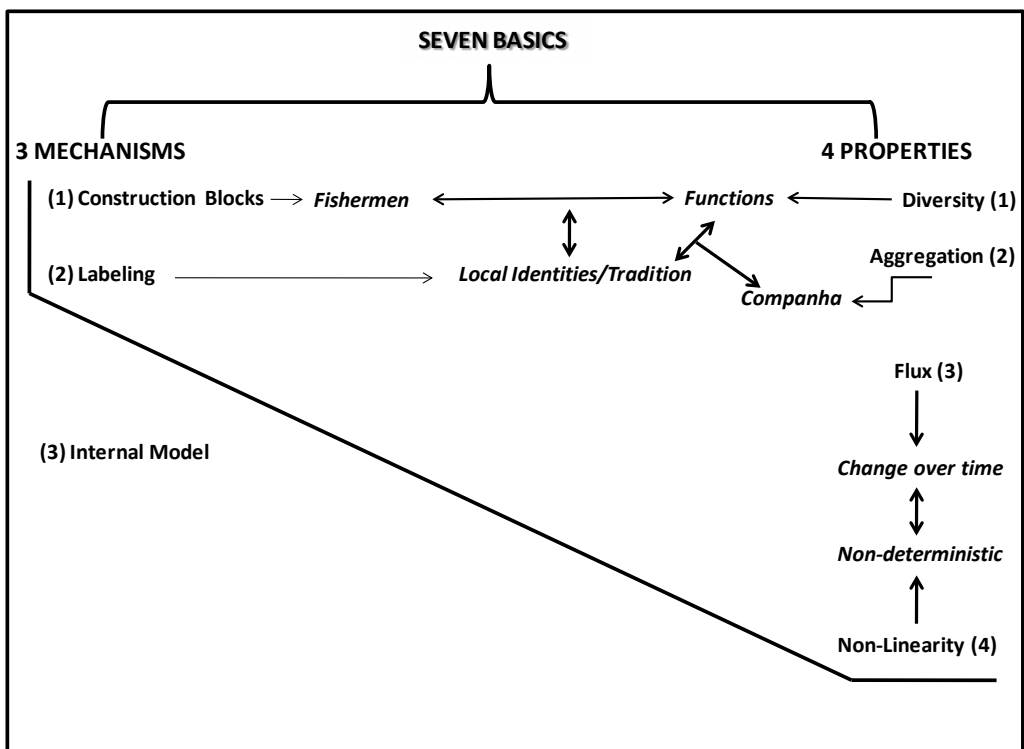 SEVEN BASICS
3 MECHANISMS
4 PROPERTIES
(1) Construction Blocks
Fishermen
Functions
Diversity (1)
(2) Labeling
Local Identities/Tradition
Aggregation (2)
Companha
Flux (3)
(3) Internal Model
Change over time
Non-deterministic
Non-Linearity (4)